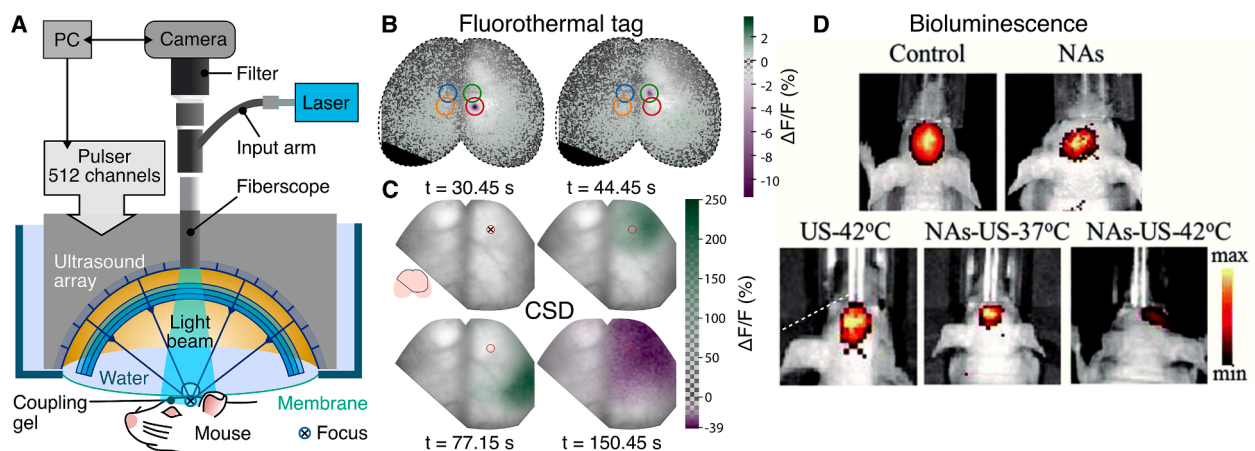 A
PC
Camera
Filter
Laser
Input arm
Pulser
512 channels
Fiberscope
Ultrasound
array
Light
beam
Water
Coupling
gel
Membrane
Mouse
Focus
B
Fluorothermal tag
2
0
-2
-4
-6
-8
-10
ΔF/F (%)
C
t = 30.45 s
t = 44.45 s
CSD
t = 77.15 s
t = 150.45 s
250
200
150
100
50
0
-39
ΔF/F (%)
D
Bioluminescence
Control
NAs
US-42°C
NAs-US-37°C
NAs-US-42°C
max
min